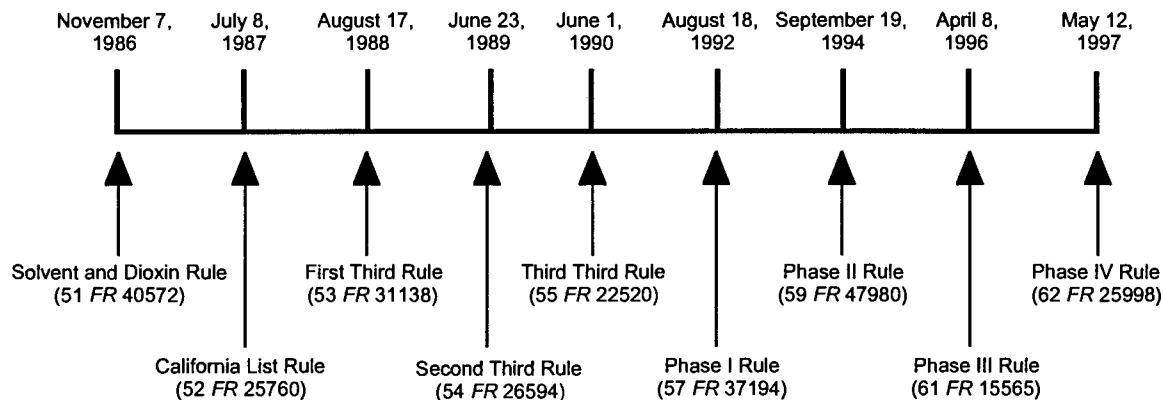 November 7,
1986
July 8,
1987
August 17,
1988
June 23,
1989
June 1,
1990
August 18,
1992
September 19,
1994
April 8,
1996
May 12,
1997
Solvent and Dioxin Rule
(51 FR 40572)
First Third Rule
(53 FR 31138)
Third Third Rule
(55 FR 22520)
Phase II Rule
(59 FR 47980)
Phase IV Rule
(62 FR 25998)
California List Rule
(52 FR 25760)
Second Third Rule
(54 FR 26594)
Phase I Rule
(57 FR 37194)
Phase III Rule
(61 FR 15565)